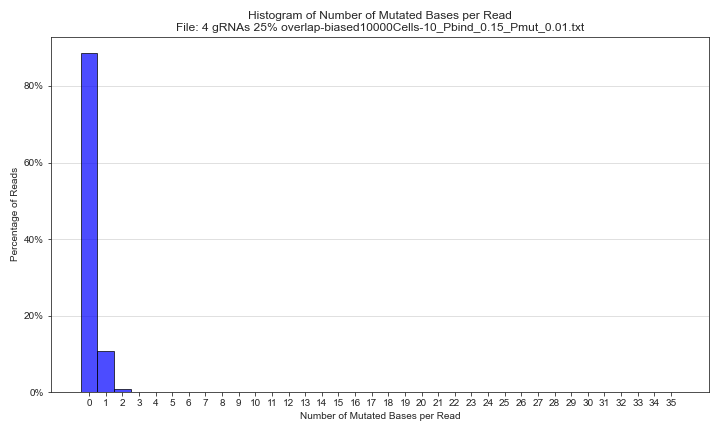 Histogram of Number of Mutated Bases per Read
File: 4 gRNAs 25% overlap-biased10000Cells-10_Pbind_0.15_Pmut_0.01.txt
80%
60%
40%
20%
0%
Percentage of Reads
0 1 2 3 4 5 6 7 8 9 10 11 12 13 14 15 16 17 18 19 20 21 22 23 24 25 26 27 28 29 30 31 32 33 34 35
Number of Mutated Bases per Read